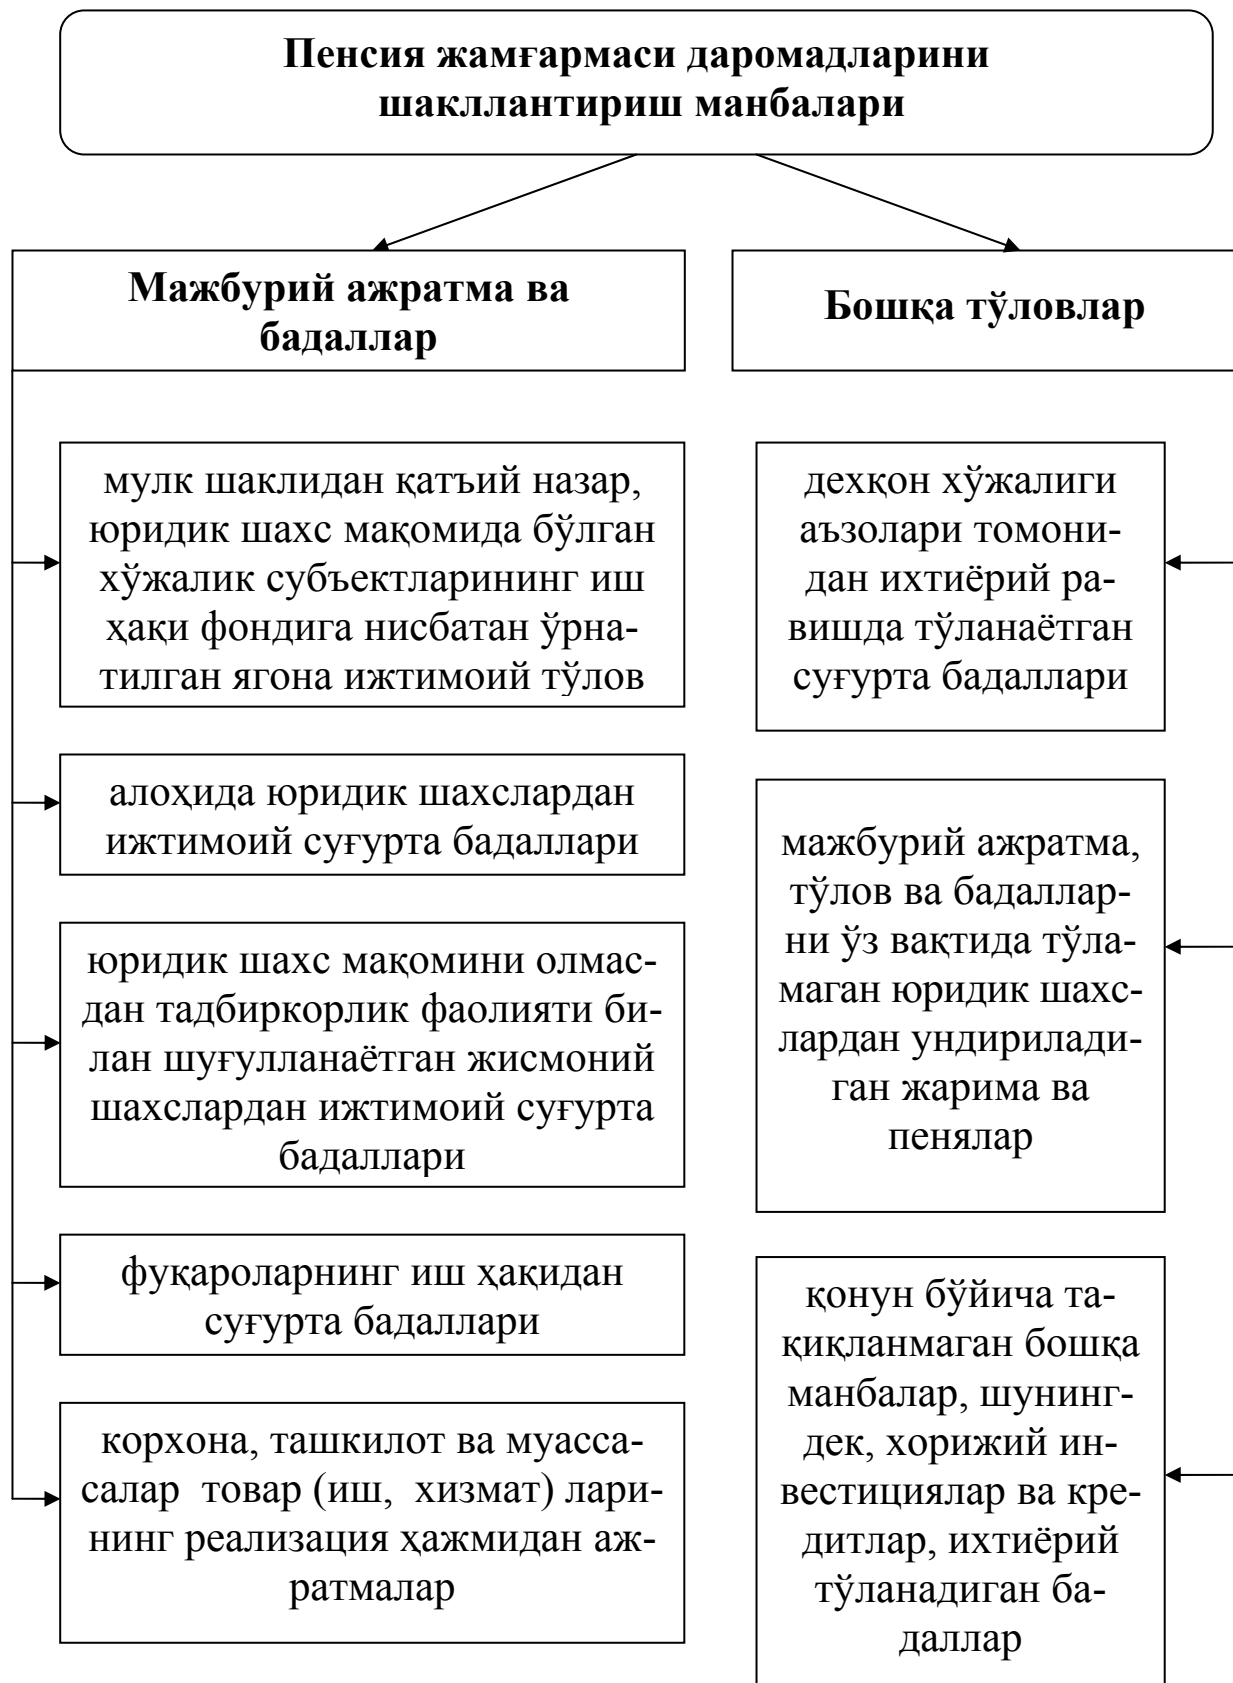 Пенсия жамғармаси даромадларини
шакллантириш манбалари
Мажбурий ажратма ва
бадаллар
мулк шаклидан қатъий назар,
юридик шахс мақомида бўлган
хўжалик субъектларининг иш
ҳақи фондига нисбатан ўрна-
тилган ягона ижтимоий тўлов
алоҳида юридик шахслардан
ижтимоий суғурта бадаллари
юридик шахс мақомини олмас-
дан тадбиркорлик фаолияти би-
лан шуғулланаётган жисмоний
шахслардан ижтимоий суғурта
бадаллари
фуқароларнинг иш ҳақидан
суғурта бадаллари
корхона, ташкилот ва муасса-
салар  товар (иш,  хизмат) лари-
нинг реализация ҳажмидан аж-
ратмалар
Бошқа тўловлар
дехқон хўжалиги
аъзолари томони-
дан ихтиёрий ра-
вишда тўланаётган
суғурта бадаллари
мажбурий ажратма,
тўлов ва бадаллар-
ни ўз вақтида тўла-
маган юридик шахс-
лардан ундирилади-
ган жарима ва
пенялар
қонун бўйича та-
қиқланмаган бошқа
манбалар, шунинг-
дек, хорижий ин-
вестициялар ва кре-
дитлар, ихтиёрий
тўланадиган ба-
даллар